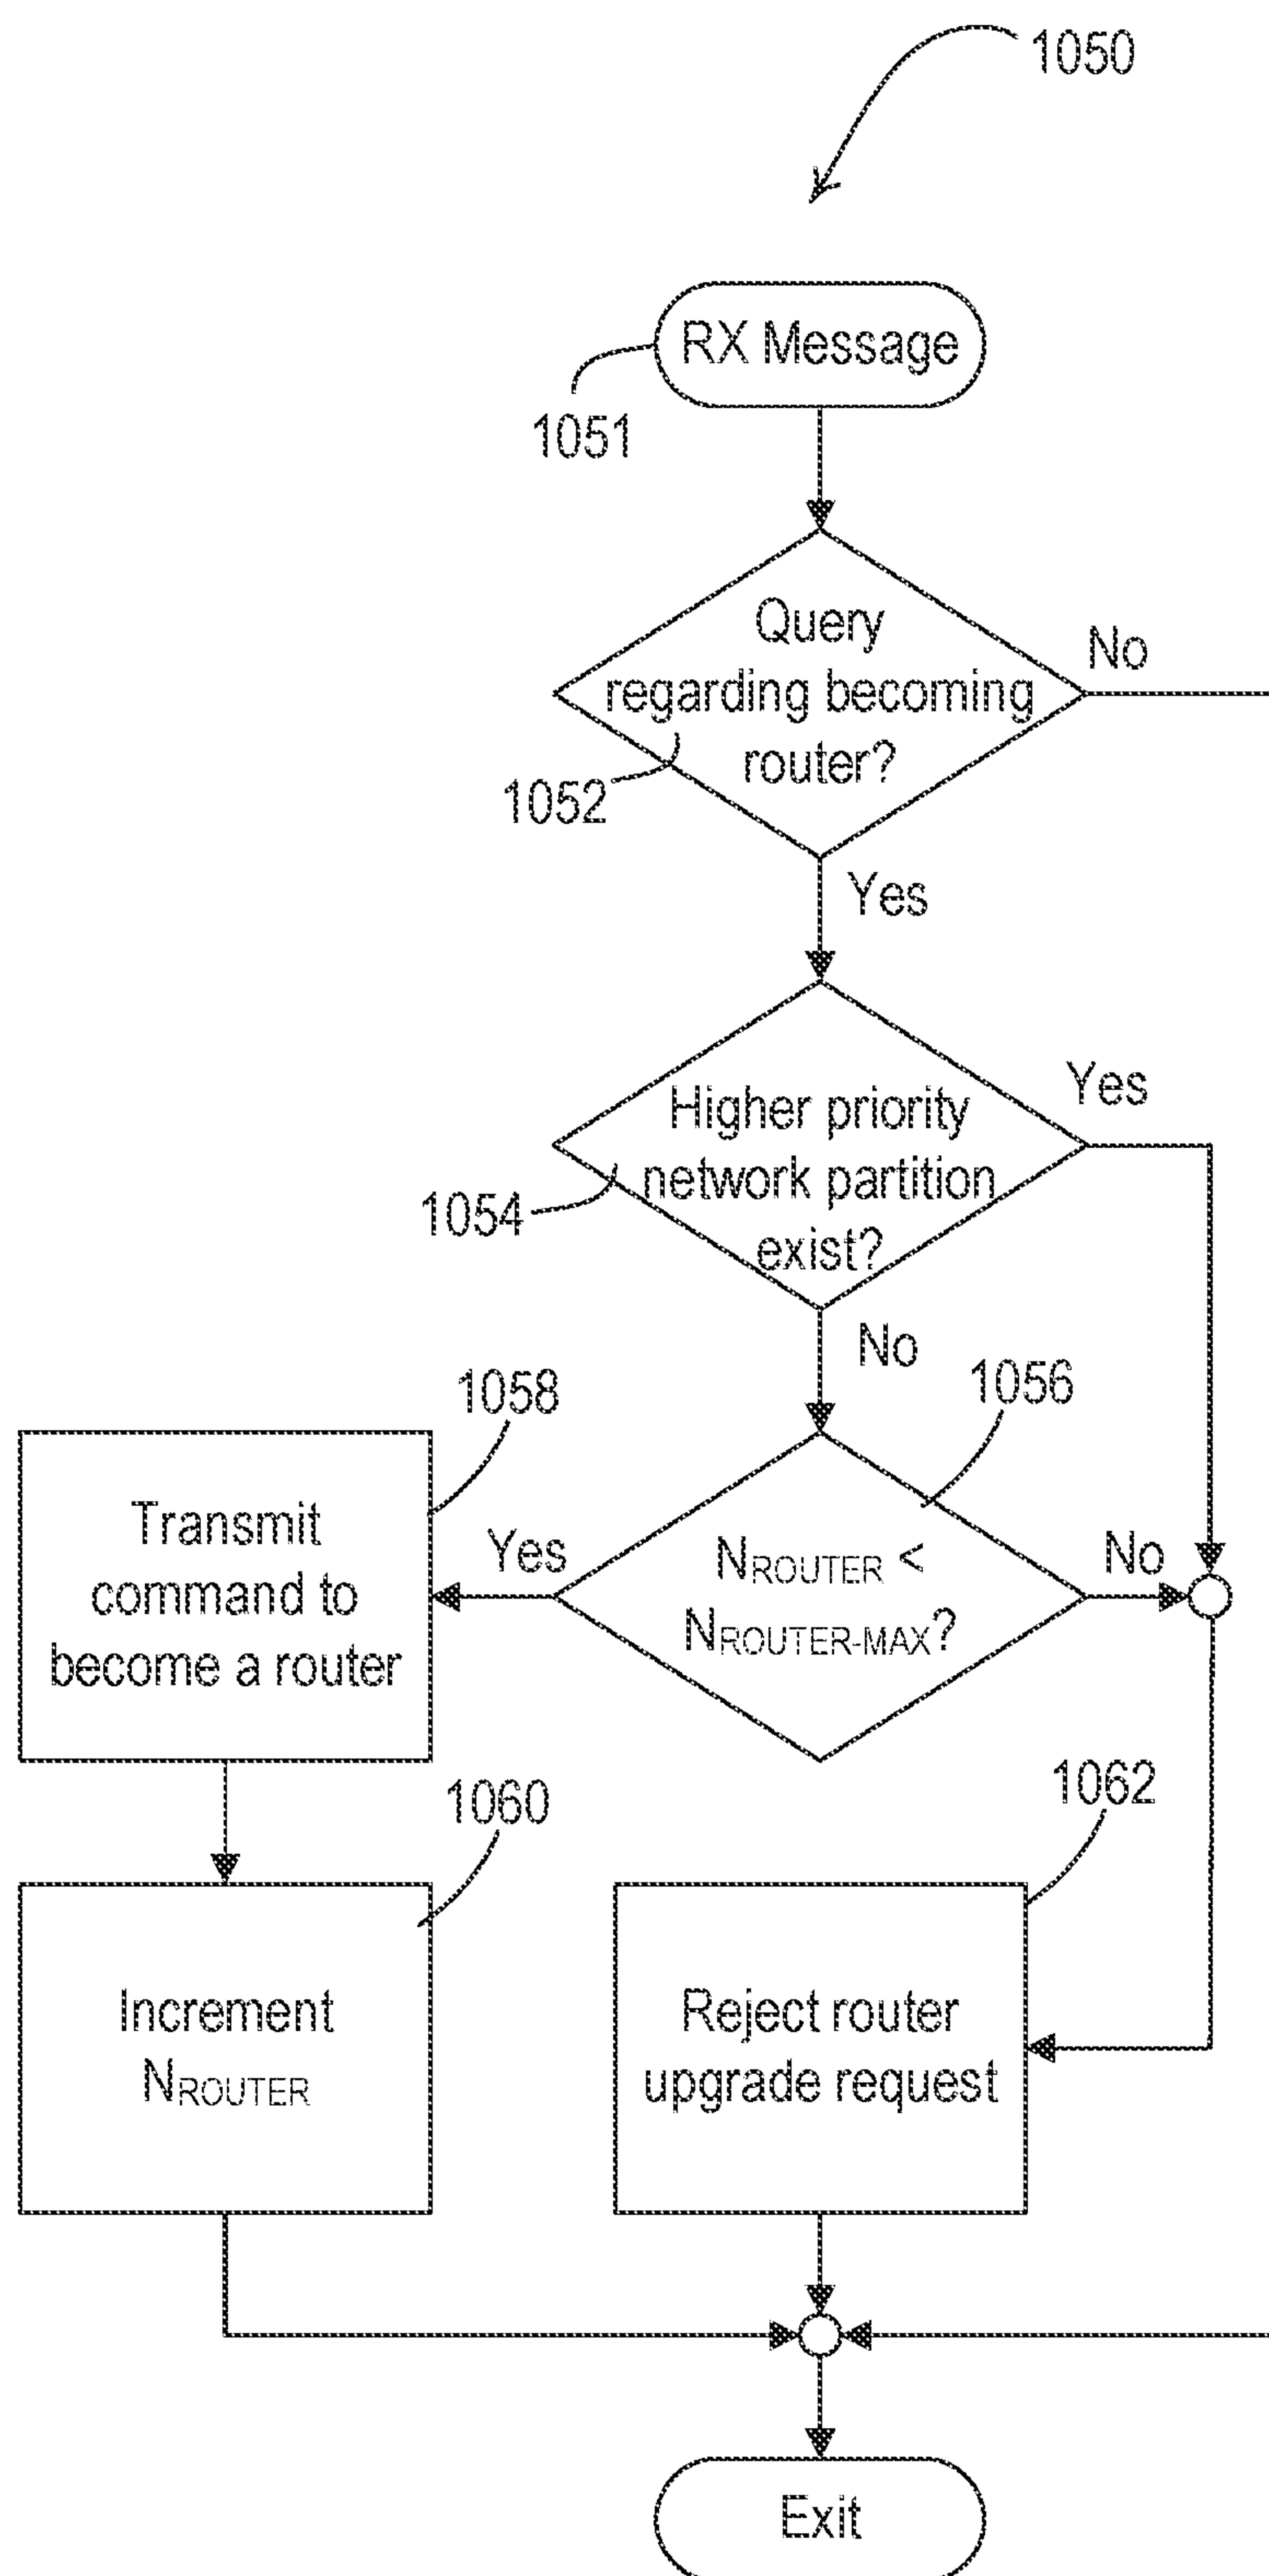 1050
RX Message
1051
Query
regarding becoming
router?
No
1052
Yes
Higher priority
network partition
exist?
Yes
1054
No
1056
1058
Transmit
command to
become a router
Yes
NROUTER <
NROUTER-MAX?
No
1060
1062
Increment
NROUTER
Reject router
upgrade request
Exit